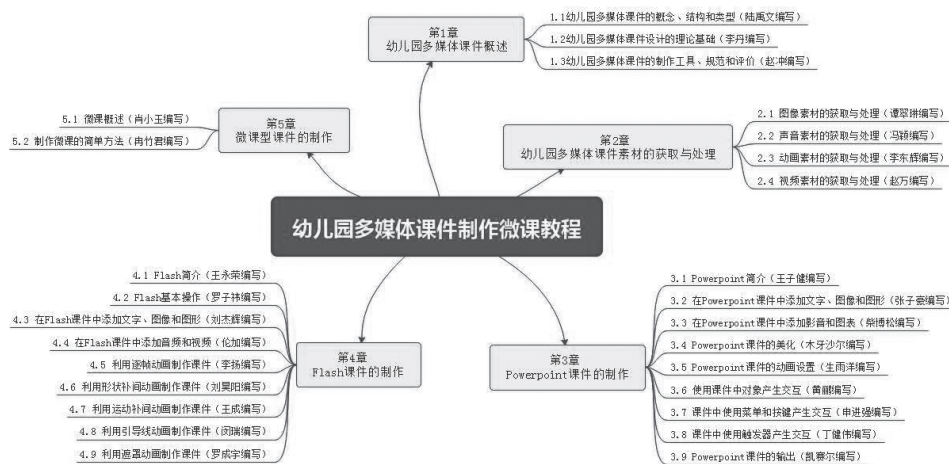 幼儿园多媒体课件制作微课教程
第1章
幼儿园多媒体课件概述
1.1幼儿园多媒体课件的概念、结构和类型（陆禹文编写）
1.2幼儿园多媒体课件设计的理论基础（李丹编写）
1.3幼儿园多媒体课件的制作工具、规范和评价（赵冲编写）
第2章
幼儿园多媒体课件素材的获取与处理
2.1 图像素材的获取与处理（谭翠琳编写）
2.2 声音素材的获取与处理（冯颖编写）
2.3 动画素材的获取与处理（李东辉编写）
2.4 视频素材的获取与处理（赵万编写）
第3章
Powerpoint课件的制作
3.1 Powerpoint简介（王子健编写）
3.2 在Powerpoint课件中添加文字、图像和图形（张子豪编写）
3.3 在Powerpoint课件中添加影音和图表（柴博松编写）
3.4 Powerpoint课件的美化（木牙沙尔编写）
3.5 Powerpoint课件的动画设置（生雨洋编写）
3.6 使用课件中对象产生交互（黄鹂编写）
3.7 课件中使用菜单和按键产生交互（申进强编写）
3.8 课件中使用触发器产生交互（丁健伟编写）
3.9 Powerpoint课件的输出（凯赛尔编写）
第4章
Flash课件的制作
4.1 Flash简介（王永荣编写）
4.2 Flash基本操作（罗子祎编写）
4.3 在Flash课件中添加文字、图像和图形（刘杰辉编写）
4.4 在Flash课件中添加音频和视频（伦加编写）
4.5 利用逐帧动画制作课件（李扬编写）
4.6 利用形状补间动画制作课件（刘昊阳编写）
4.7 利用运动补间动画制作课件（王成编写）
4.8 利用引导线动画制作课件（闵瑞编写）
4.9 利用遮罩动画制作课件（罗成宇编写）
第5章
微课型课件的制作
5.1 微课概述（肖小玉编写）
5.2 制作微课的简单方法（冉竹君编写）